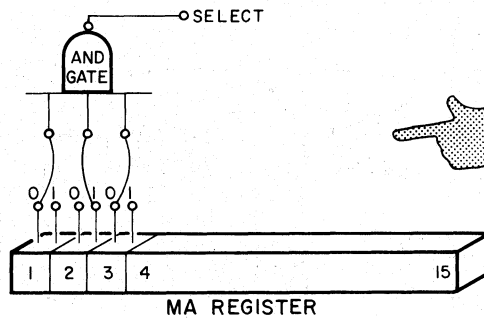 SELECT
AND
GATE
0 1 0 1 0 1
1 2 3 4 15
MA REGISTER